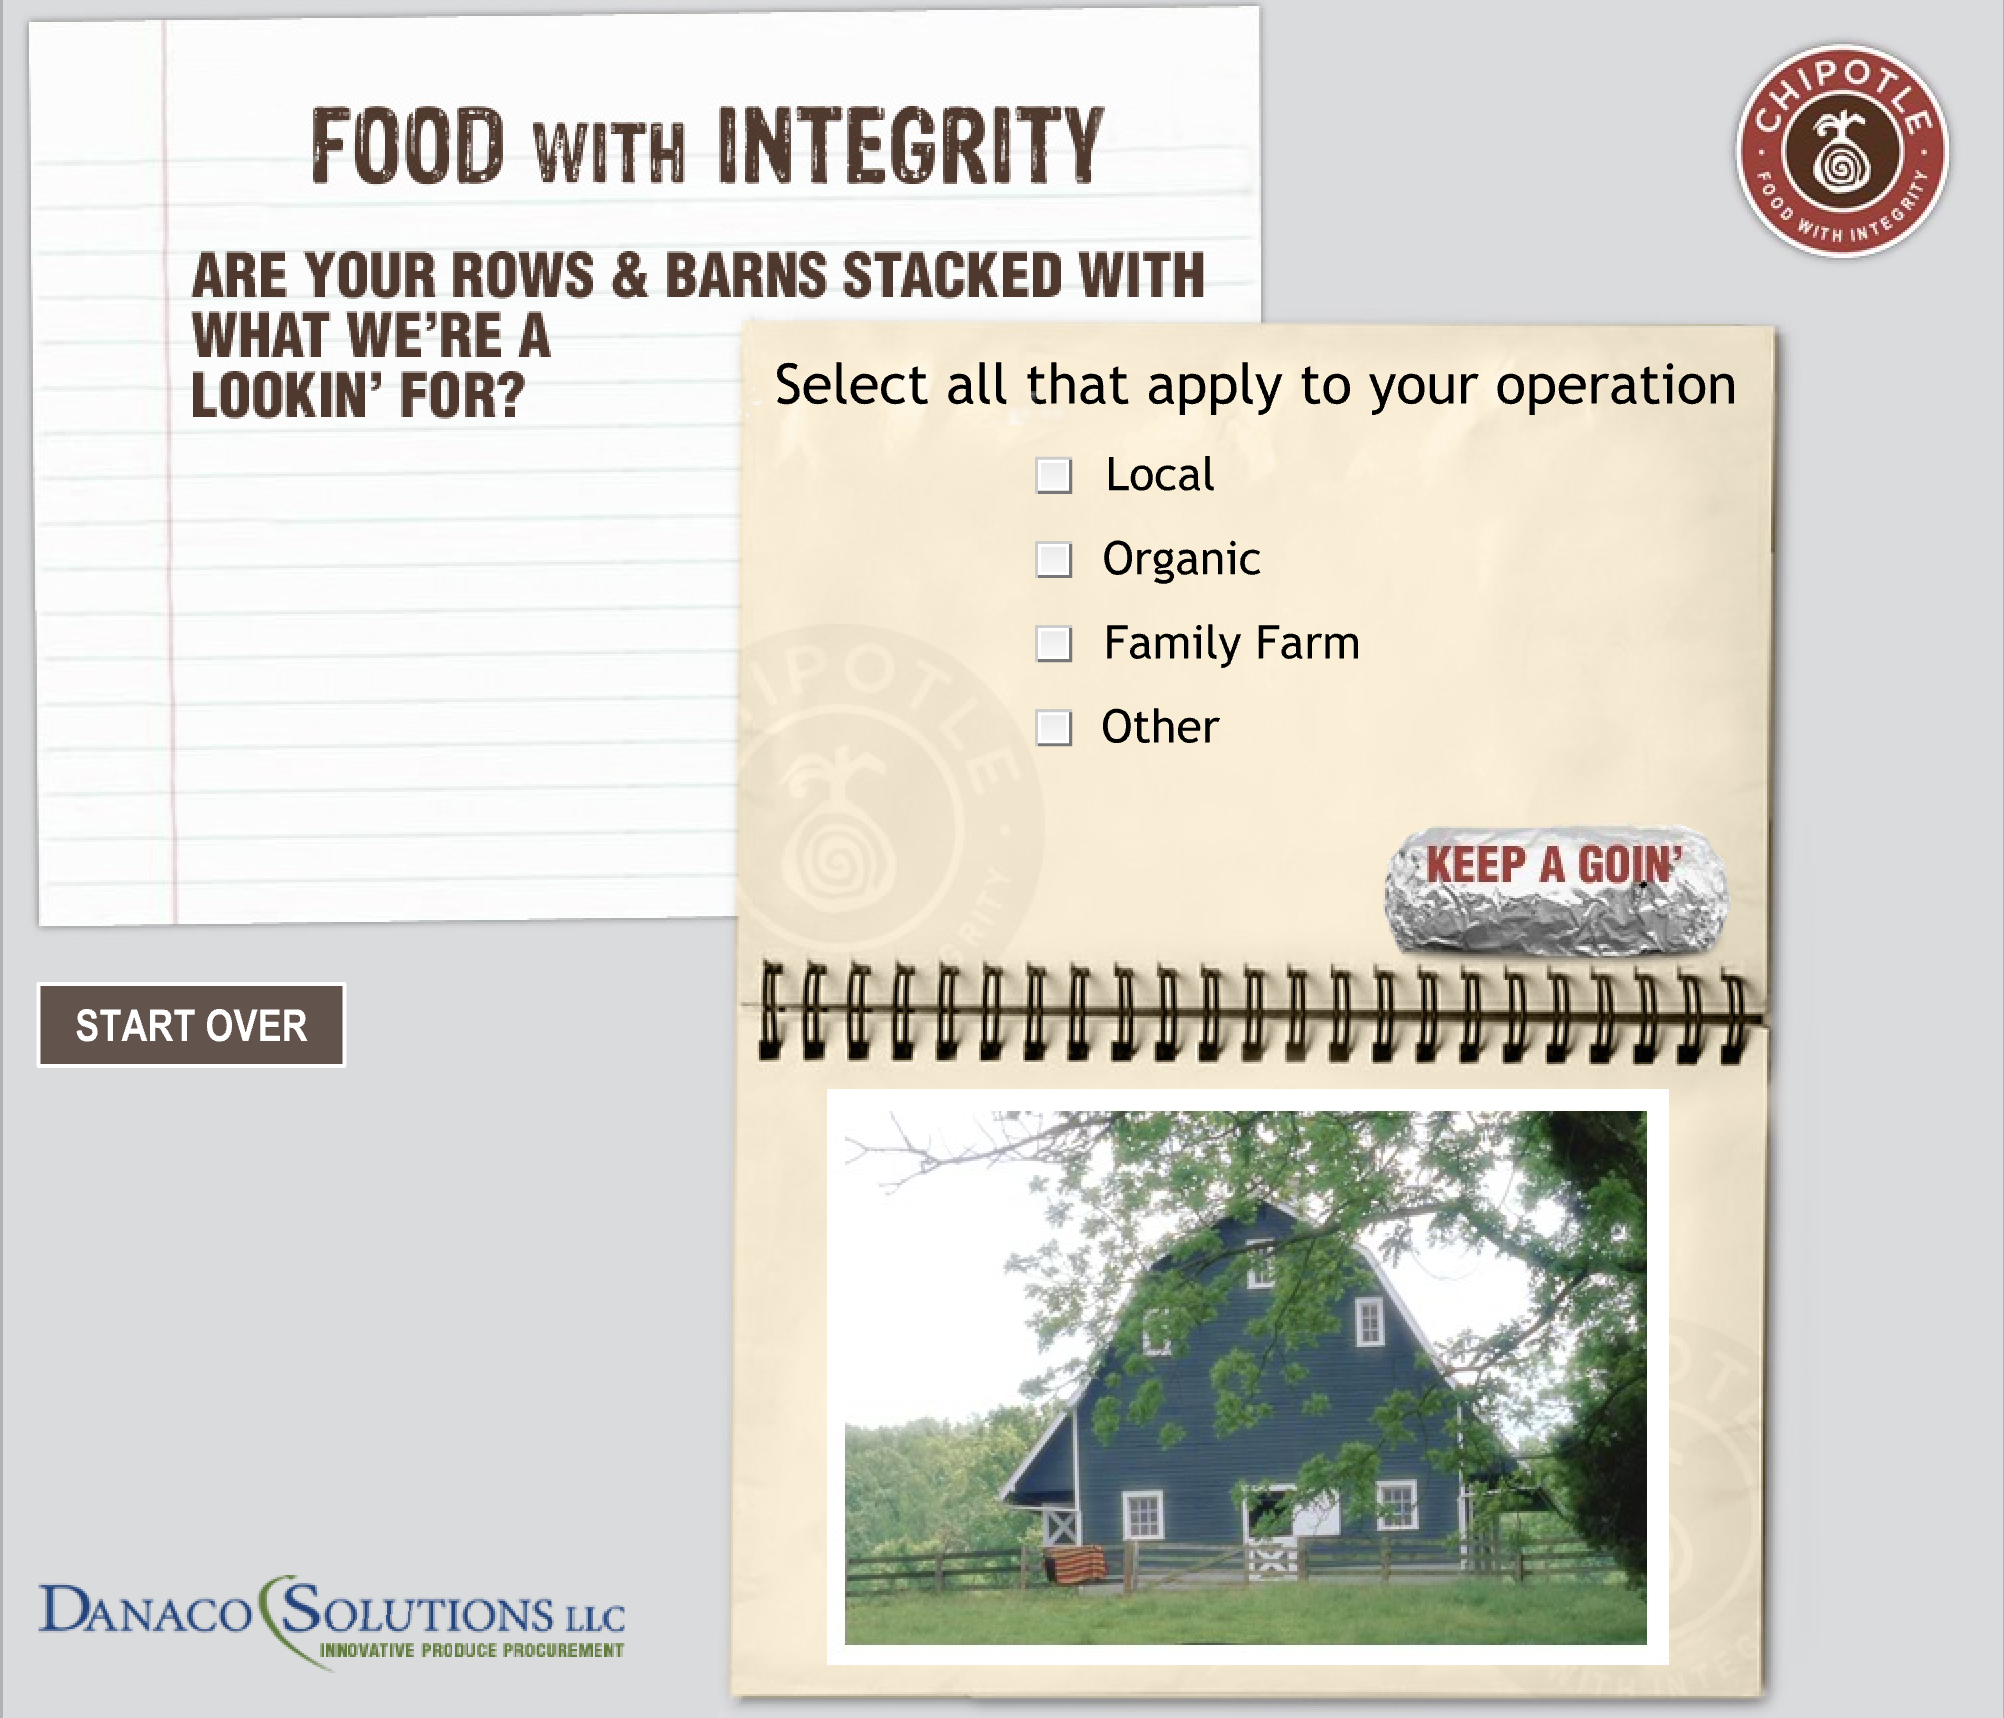 FOOD WITH INTEGRITY
CHIPOTLE
FOOD WITH INTEGRITY
ARE YOUR ROWS & BARNS STACKED WITH
WHAT WE'RE A
LOOKIN' FOR?
Select all that apply to your operation
Local
Organic
Family Farm
Other
KEEP A GOIN'
START OVER
DANACO SOLUTIONS LLC
INNOVATIVE PRODUCE PROCUREMENT